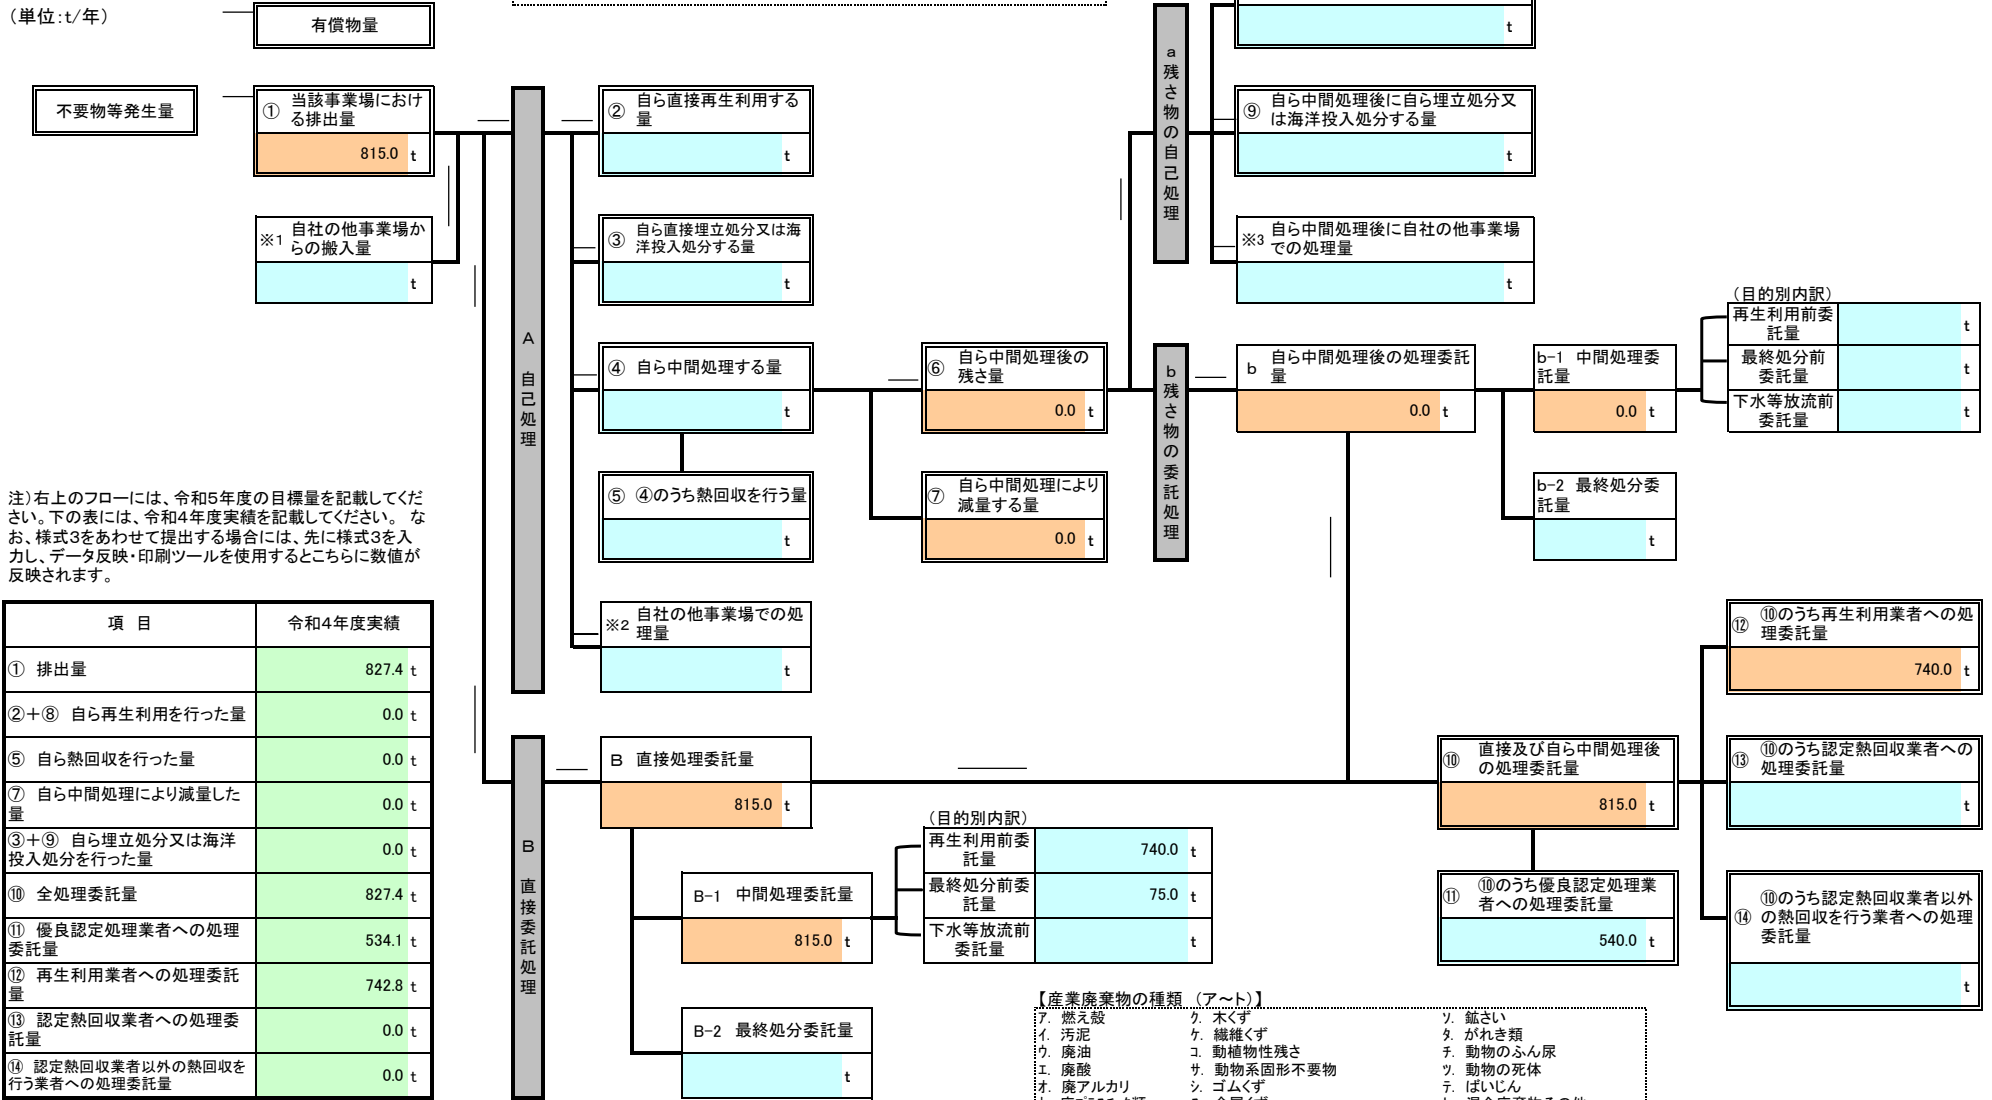 （単位:t/年）
有償物量
t
不要物等発生量
① 当該事業場におけ
る排出量
815.0 t
② 自ら直接再生利用する
量
t
⑨ 自ら中間処理後に自ら埋立処分又
は海洋投入処分する量
t
a
残
さ
物
の
自
己
処
理
※1 自社の他事業場か
らの搬入量
t
③ 自ら直接埋立処分又は海
洋投入処分する量
t
※3 自ら中間処理後に自社の他事業場
での処理量
t
A
自
己
処
理
④ 自ら中間処理する量
t
⑥ 自ら中間処理後の
残さ量
0.0 t
b
残
さ
物
の
委
託
処
理
b 自ら中間処理後の処理委託
量
0.0 t
b-1 中間処理委
託量
0.0 t
（目的別内訳）
再生利用前委
託量
t
最終処分前
委託量
t
下水等放流前
委託量
t
⑤ ④のうち熱回収を行う量
t
⑦ 自ら中間処理により
減量する量
0.0 t
b-2 最終処分委
託量
t
注）右上のフローには、令和5年度の目標量を記載してくだ
さい。下の表には、令和4年度実績を記載してください。 な
お、様式3をあわせて提出する場合には、先に様式3を入
力し、データ反映・印刷ツールを使用するとこちらに数値が
反映されます。
※2 自社の他事業場での処
理量
t
項 目 令和4年度実績
① 排出量 827.4 t
②＋⑧ 自ら再生利用を行った量 0.0 t
⑤ 自ら熱回収を行った量 0.0 t
⑦ 自ら中間処理により減量した
量 0.0 t
③＋⑨ 自ら埋立処分又は海洋
投入処分を行った量 0.0 t
⑩ 全処理委託量 827.4 t
⑪ 優良認定処理業者への処理
委託量 534.1 t
⑫ 再生利用業者への処理委託
量 742.8 t
⑬ 認定熱回収業者への処理委
託量 0.0 t
⑭ 認定熱回収業者以外の熱回収を
行う業者への処理委託量 0.0 t
B
直
接
委
託
処
理
B 直接処理委託量
815.0 t
B-1 中間処理委託量
815.0 t
（目的別内訳）
再生利用前委
託量
740.0 t
最終処分前委
託量
75.0 t
下水等放流前
委託量
t
B-2 最終処分委託量
t
⑩ 直接及び自ら中間処理後
の処理委託量
815.0 t
⑪ ⑩のうち優良認定処理業
者への処理委託量
540.0 t
⑫ ⑩のうち再生利用業者への処
理委託量
740.0 t
⑬ ⑩のうち認定熱回収業者への
処理委託量
t
⑭ ⑩のうち認定熱回収業者以外
の熱回収を行う業者への処理
委託量
t
【産業廃棄物の種類 （ア～ト）】
ア. 燃え殻 ク. 木くず ソ. 鉱さい
イ. 汚泥 ケ. 繊維くず タ. がれき類
ウ. 廃油 コ. 動植物性残さ チ. 動物のふん尿
エ. 廃酸 サ. 動物系固形不要物 ツ. 動物の死体
オ. 廃アルカリ シ. ゴムくず テ. ばいじん